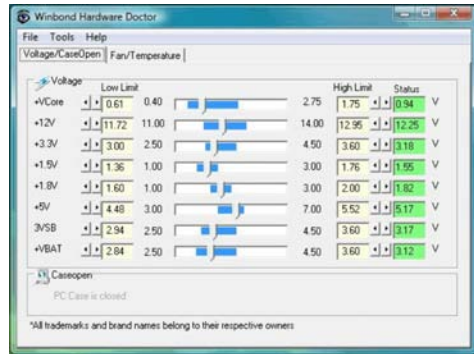 Winbond Hardware Doctor
File Tools Help
Voltage/CaseOpen Fan/Temperature
Voltage Low Limit High Limit Status
+VCore 0.61 0.40 2.75 1.75 0.94 V
+12V 11.72 11.00 14.00 12.95 12.25 V
+3.3V 3.00 2.50 4.50 3.60 3.18 V
+1.5V 1.36 1.00 3.00 1.76 1.55 V
+1.8V 1.60 1.00 3.00 2.00 1.82 V
+5V 4.48 3.00 7.00 5.52 5.17 V
3VSB 2.94 2.50 4.50 3.60 3.17 V
+VBAT 2.84 2.50 4.50 3.60 3.12 V
Caseopen
PC Case is closed
*All trademarks and brand names belong to their respective owners